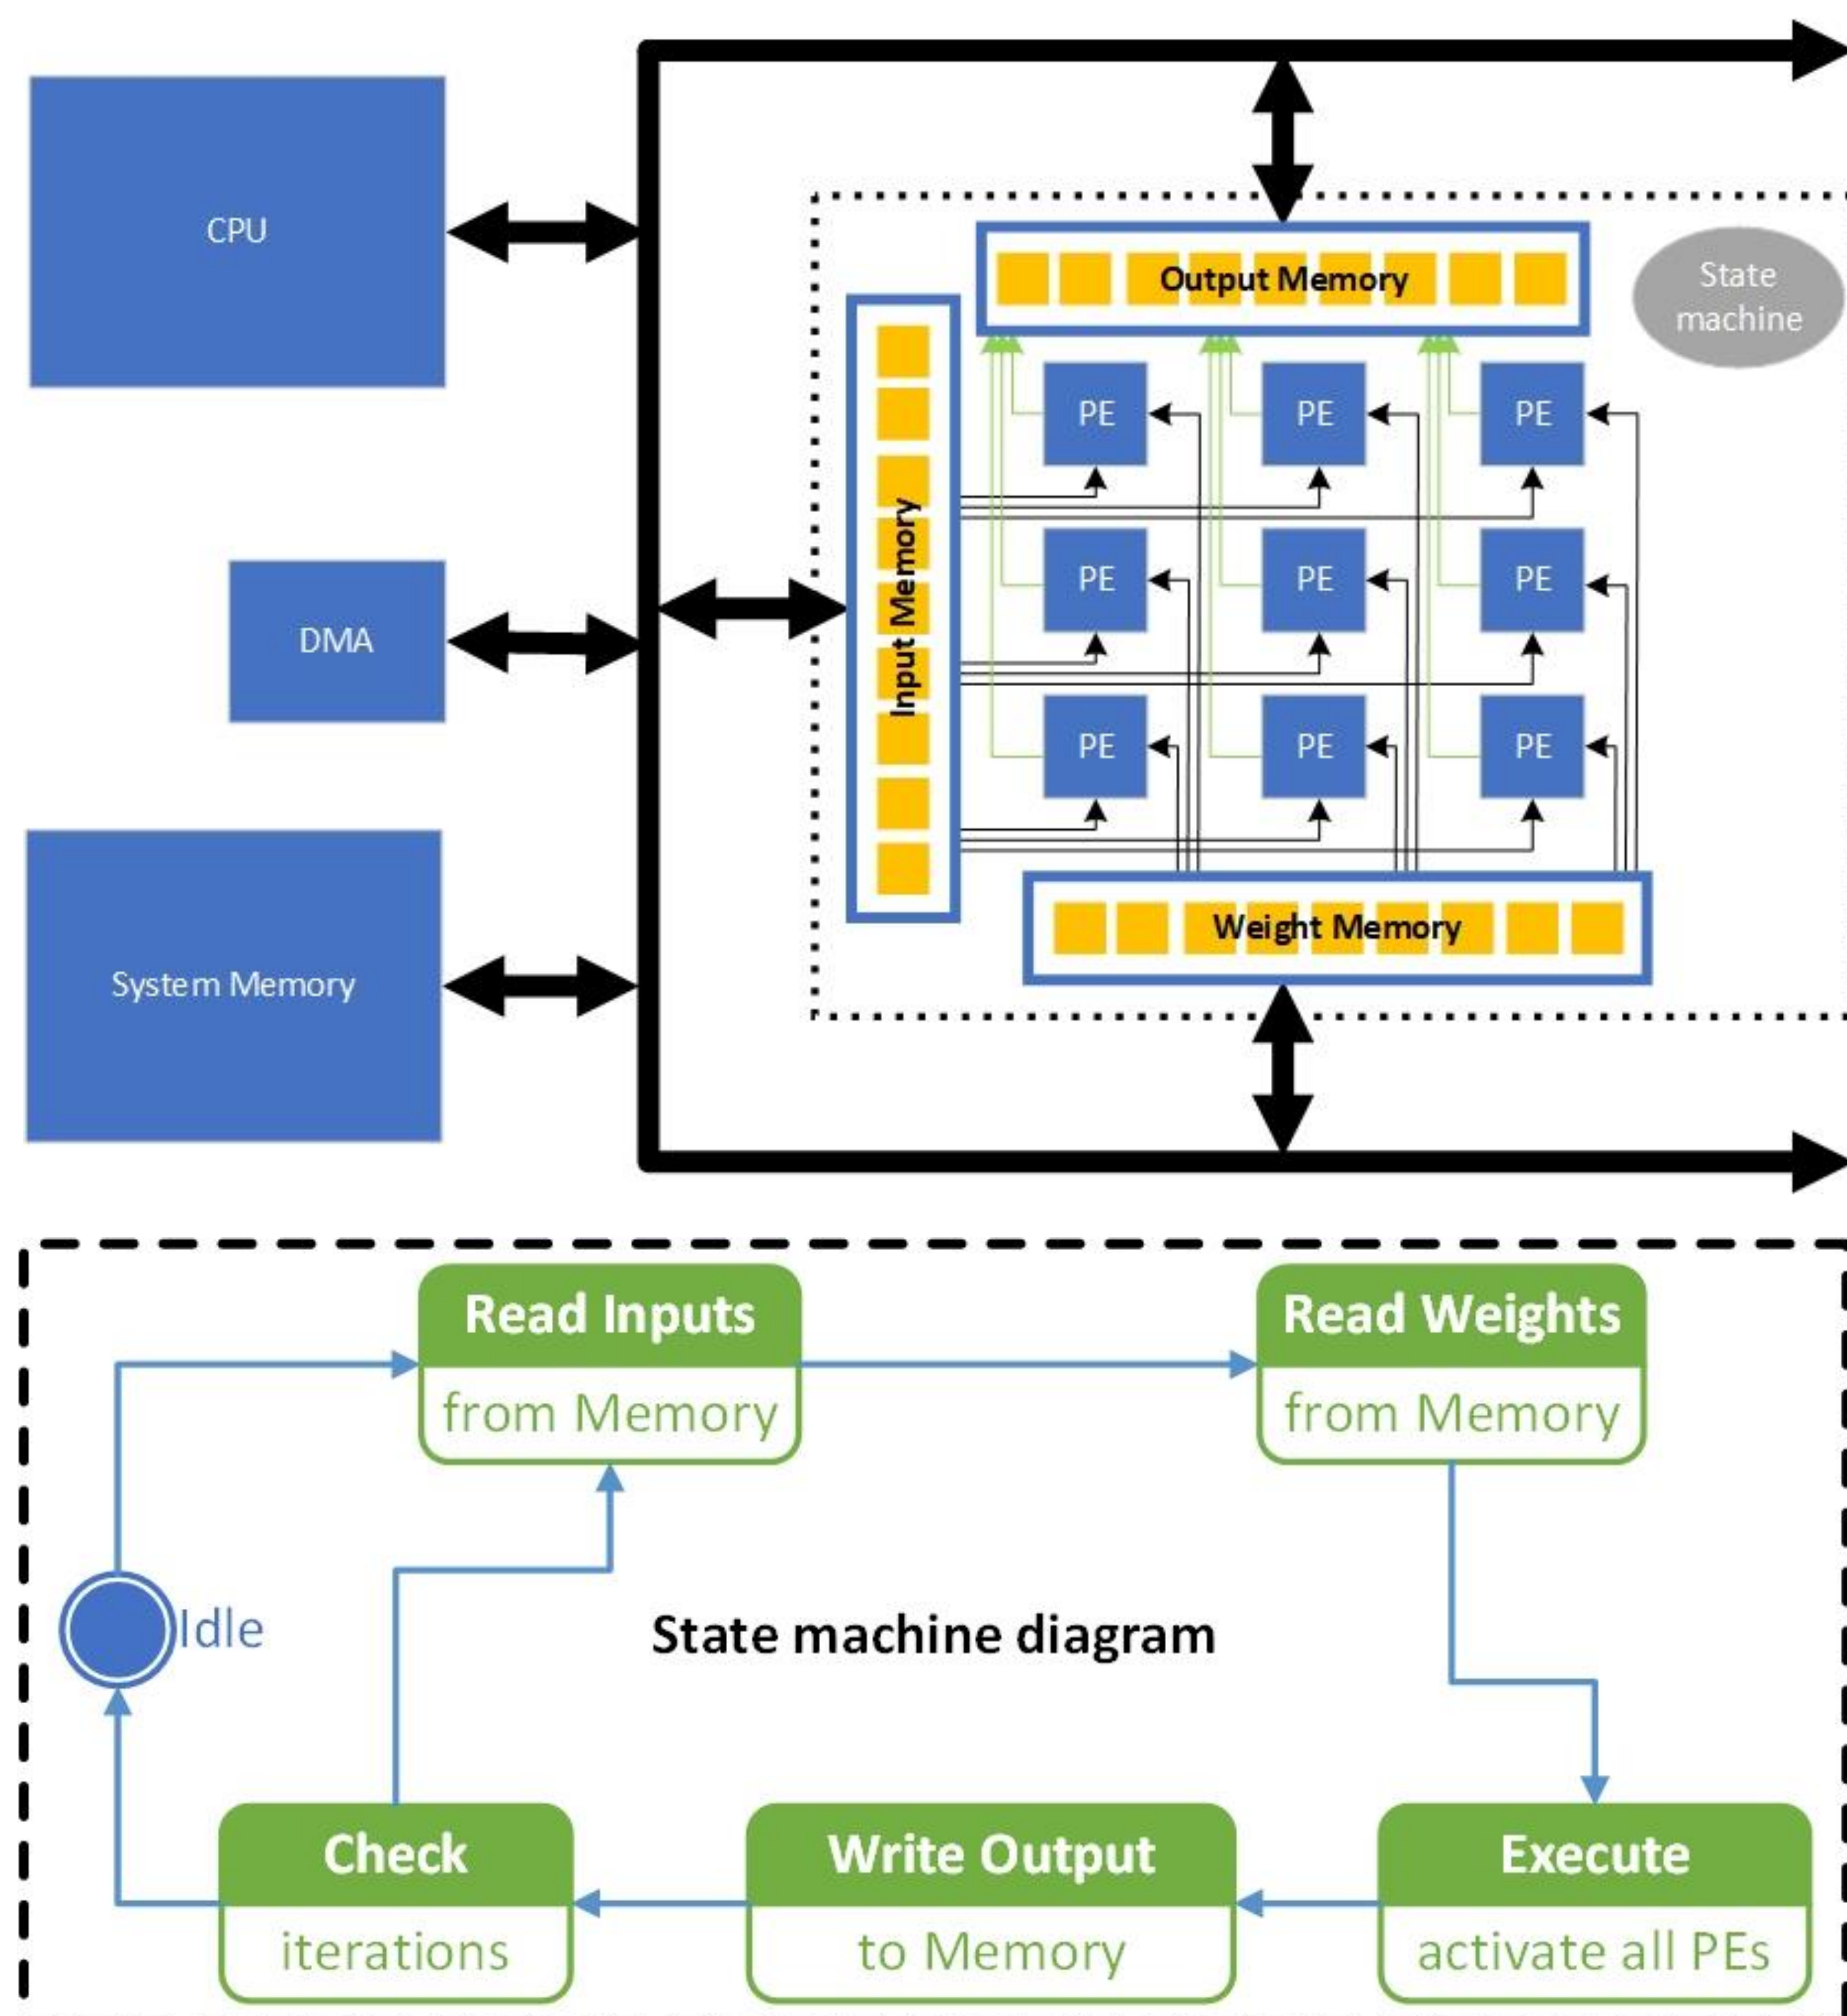 CPU
DMA
System Memory
Output Memory
State
machine
Input Memory
PE
PE
PE
PE
PE
PE
PE
PE
PE
Weight Memory
Read Inputs
from Memory
Read Weights
from Memory
Idle
State machine diagram
Check
iterations
Write Output
to Memory
Execute
activate all PEs